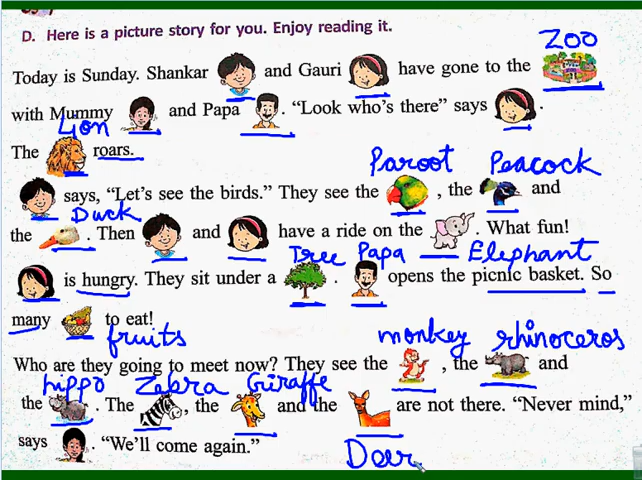 D. Here is a picture story for you. Enjoy reading it.
Zoo
Today is Sunday. Shankar and Gauri have gone to the
with Mummy and Papa . "Look who's there" says .
Lion
The roars.
Paroot Peacock
says, "Let's see the birds." They see the , the and
Duck
the . Then and have a ride on the . What fun!
Tree Papa — Elephant
is hungry. They sit under a . opens the picnic basket. So
many to eat!
fruits
monkey rhinoceros
Who are they going to meet now? They see the , the and
hippo Zebra Giraffe
the . The , the and the are not there. "Never mind,"
says . "We'll come again."
Deer